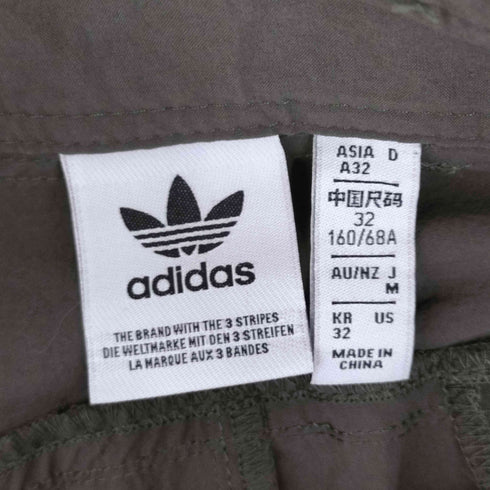 adidas
THE BRAND WITH THE 3 STRIPES
DIE WELTMARKE MIT DEN 3 STREIFEN
LA MARQUE AUX 3 BANDES
ASIA D
A32
中国尺码
32
160/68A
AU/NZ J
M
KR US
32
MADE IN
CHINA